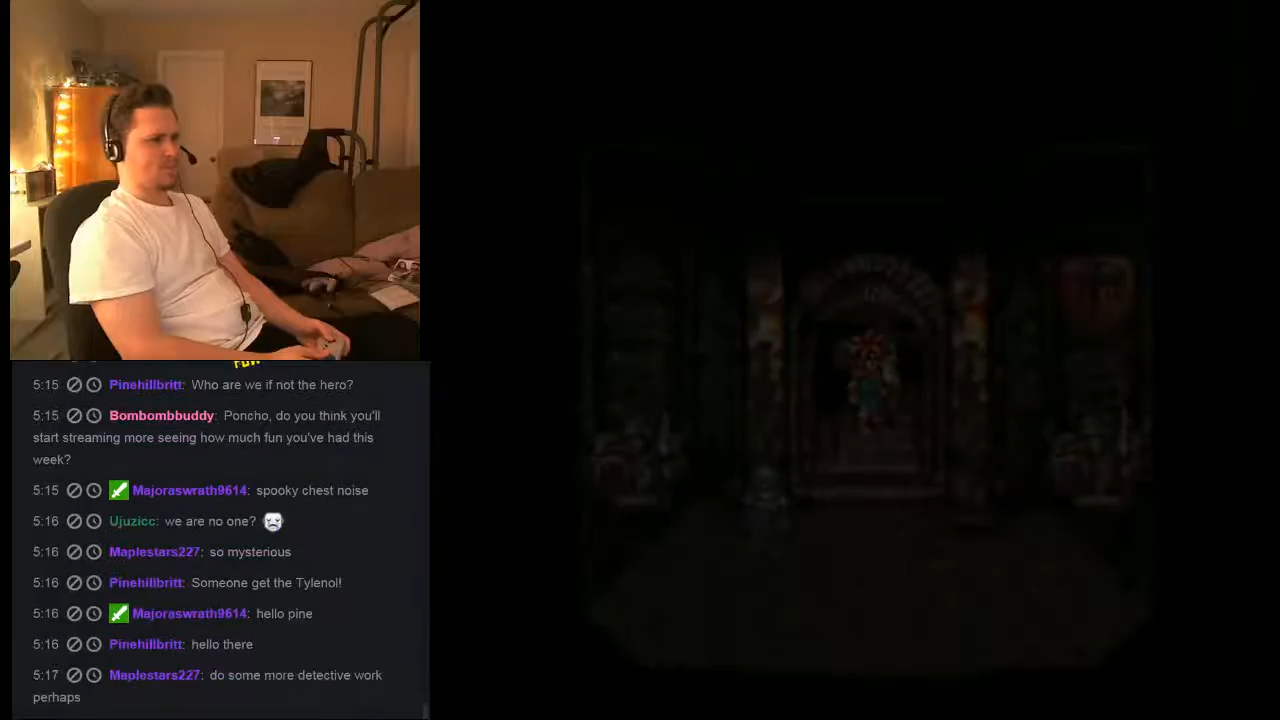 5:15 Pinehillbritt: Who are we if not the hero?
5:15 Bombombbuddy: Poncho, do you think you'll
start streaming more seeing how much fun you've had this
week?
5:15 Majoraswrath9614: spooky chest noise
5:16 Ujuzicc: we are no one?
5:16 Maplestars227: so mysterious
5:16 Pinehillbritt: Someone get the Tylenol!
5:16 Majoraswrath9614: hello pine
5:16 Pinehillbritt: hello there
5:17 Maplestars227: do some more detective work
perhaps